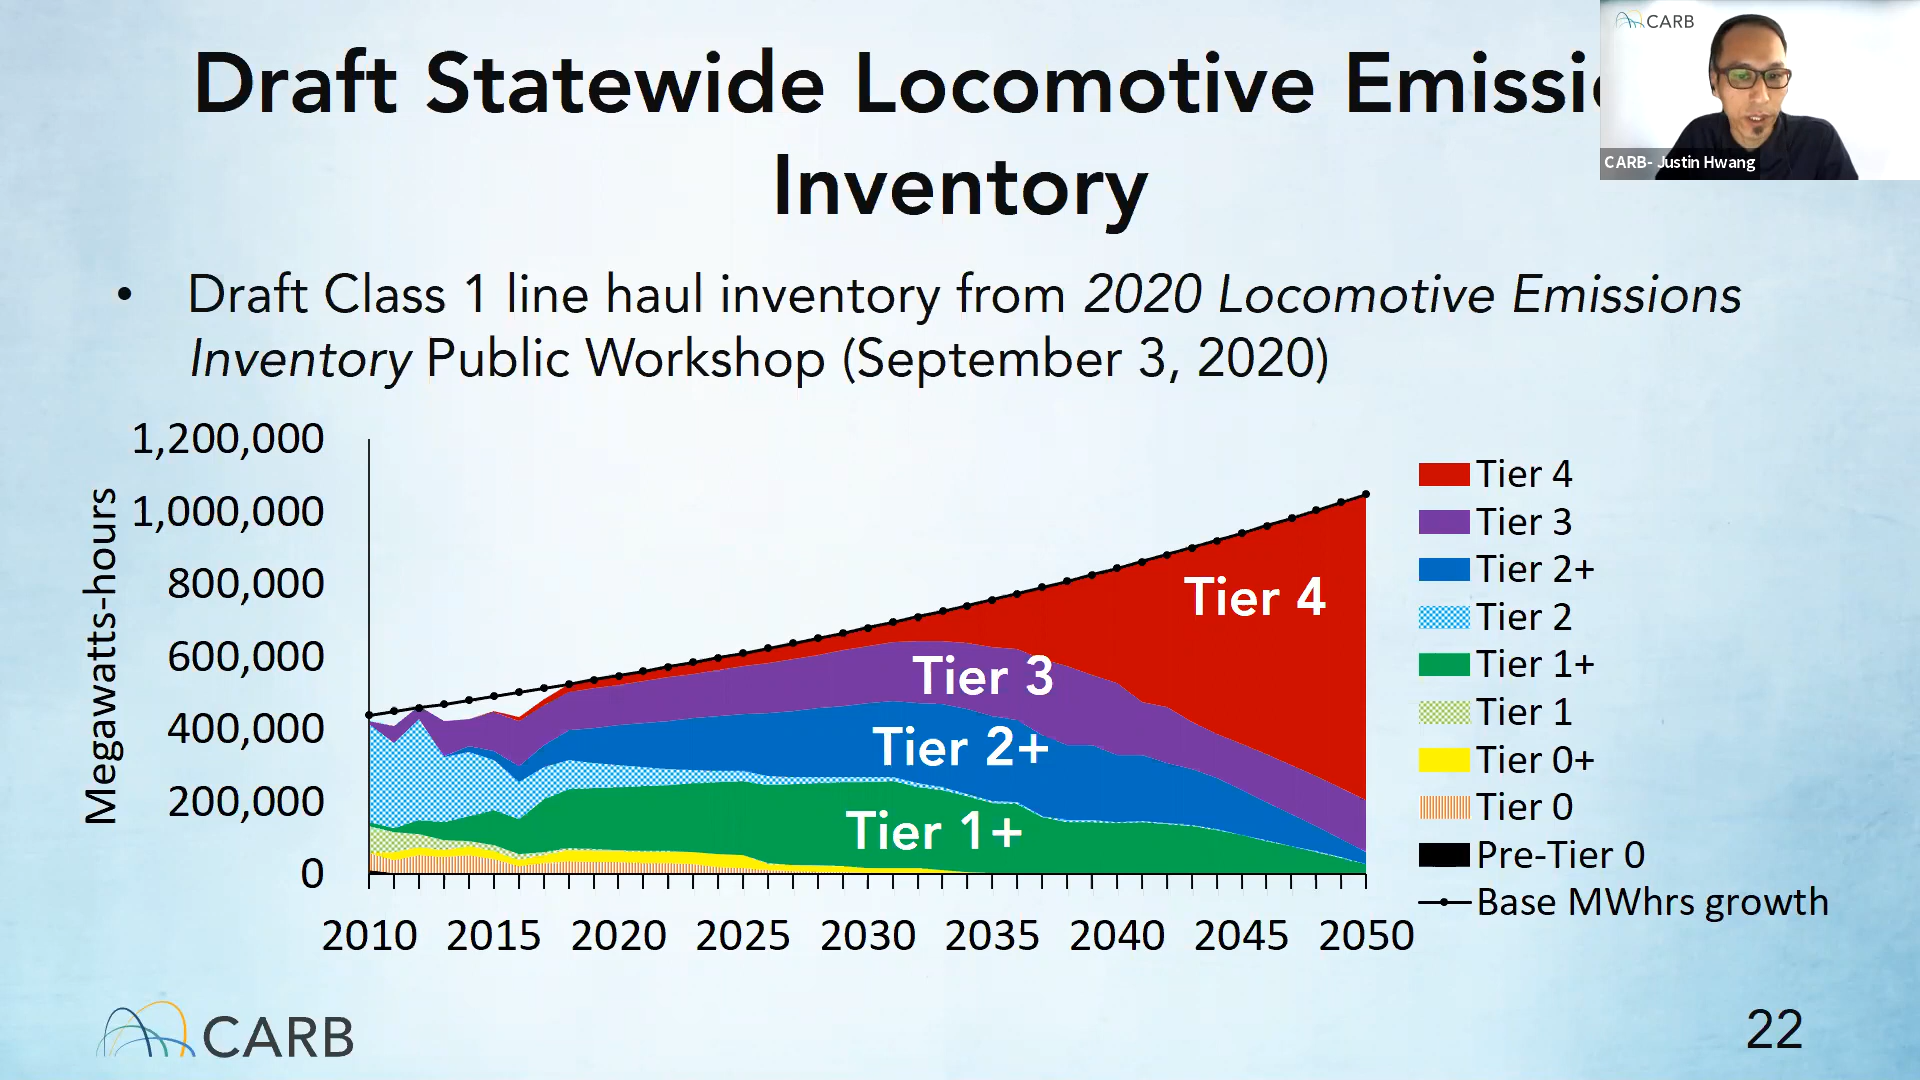 CARB
Draft Statewide Locomotive
Inventory
CARB- Justin Hwang
• Draft Class 1 line haul inventory from 2020 Locomotive Emissions
Inventory Public Workshop (September 3, 2020)
Megawatts-hours
1,200,000
1,000,000
800,000
600,000
400,000
200,000
0
Tier 4
Tier 3
Tier 2+
Tier 1+
2010 2015 2020 2025 2030 2035 2040 2045 2050
Tier 4
Tier 3
Tier 2+
Tier 2
Tier 1+
Tier 1
Tier 0+
Tier 0
Pre-Tier 0
Base MWhrs growth
CARB
22